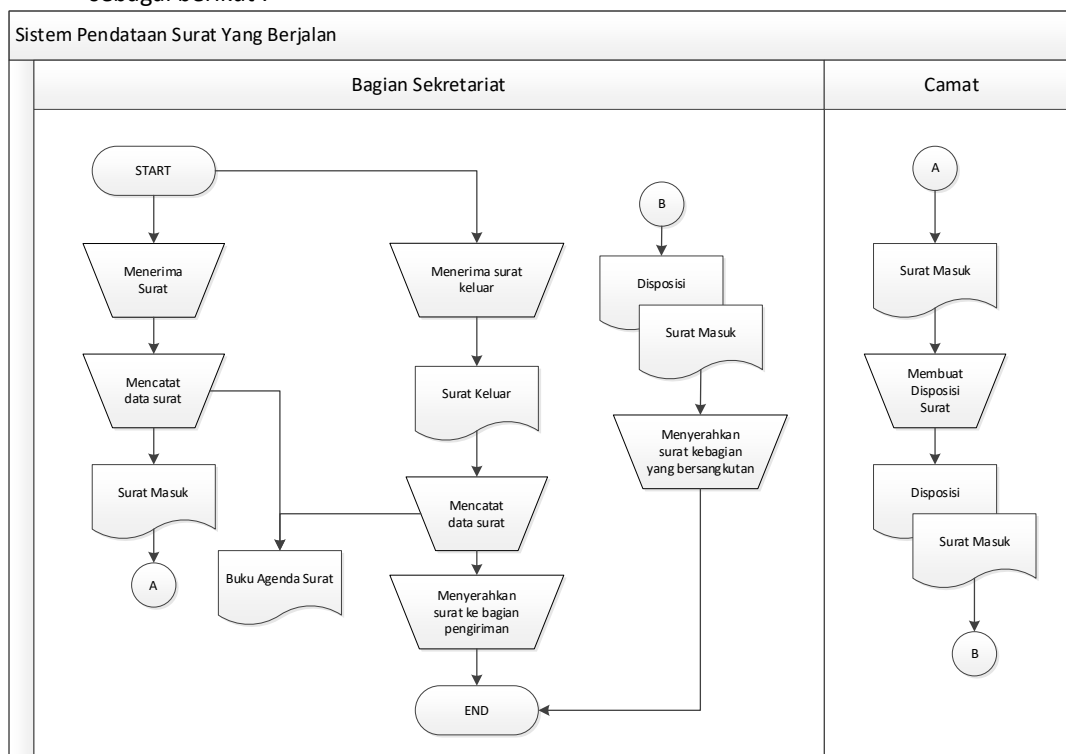 sebagai berikut :
Sistem Pendataan Surat Yang Berjalan
Bagian Sekretariat
Camat
START
Menerima
Surat
Mencatat
data surat
Surat Masuk
A
Buku Agenda Surat
Menerima surat
keluar
Surat Keluar
Mencatat
data surat
Menyerahkan
surat ke bagian
pengiriman
END
B
Disposisi
Surat Masuk
Menyerahkan
surat kebagian
yang bersangkutan
A
Surat Masuk
Membuat
Disposisi
Surat
Disposisi
Surat Masuk
B